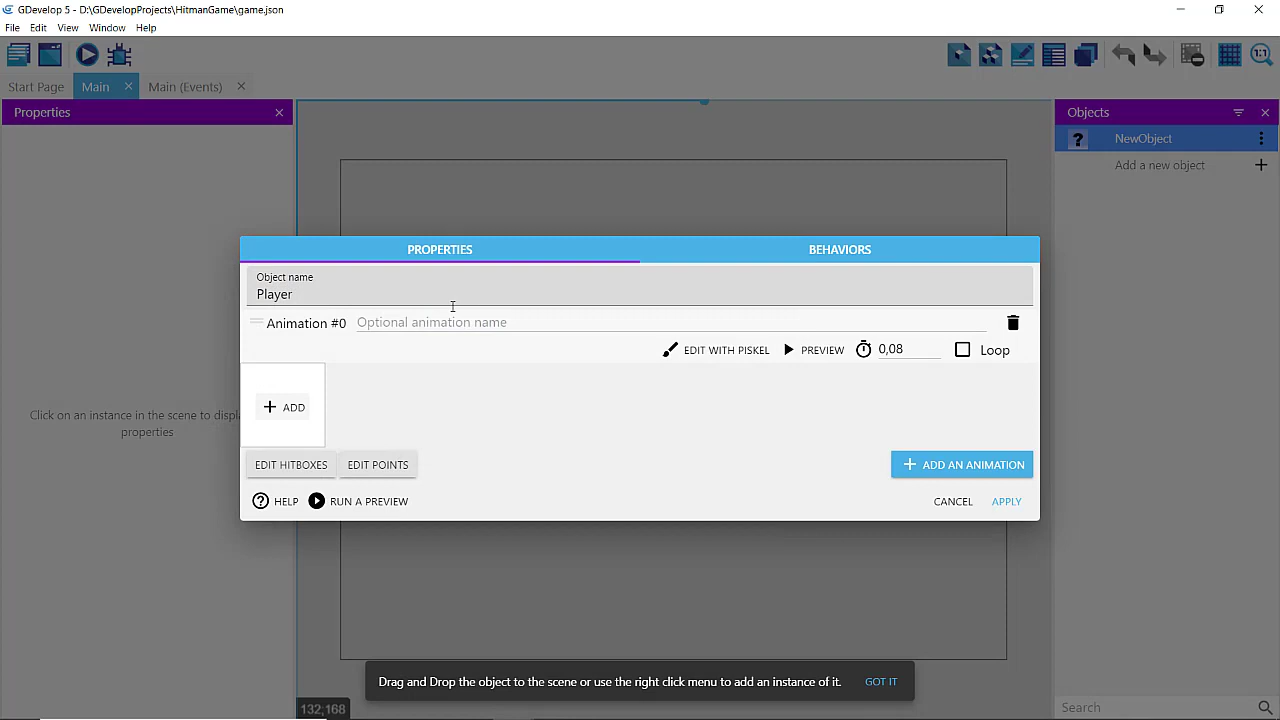 GDevelop 5 - D:\GDevelopProjects\HitmanGame\game.json
File Edit View Window Help
Start Page Main Main (Events)
Properties
Objects
NewObject
Add a new object
PROPERTIES BEHAVIORS
Object name
Player
Animation #0 Optional animation name
EDIT WITH PISKEL PREVIEW 0,08 Loop
Click on an instance in the scene to displ
properties
ADD
EDIT HITBOXES EDIT POINTS ADD AN ANIMATION
HELP RUN A PREVIEW CANCEL APPLY
Drag and Drop the object to the scene or use the right click menu to add an instance of it. GOT IT
132;168
Search
1:1